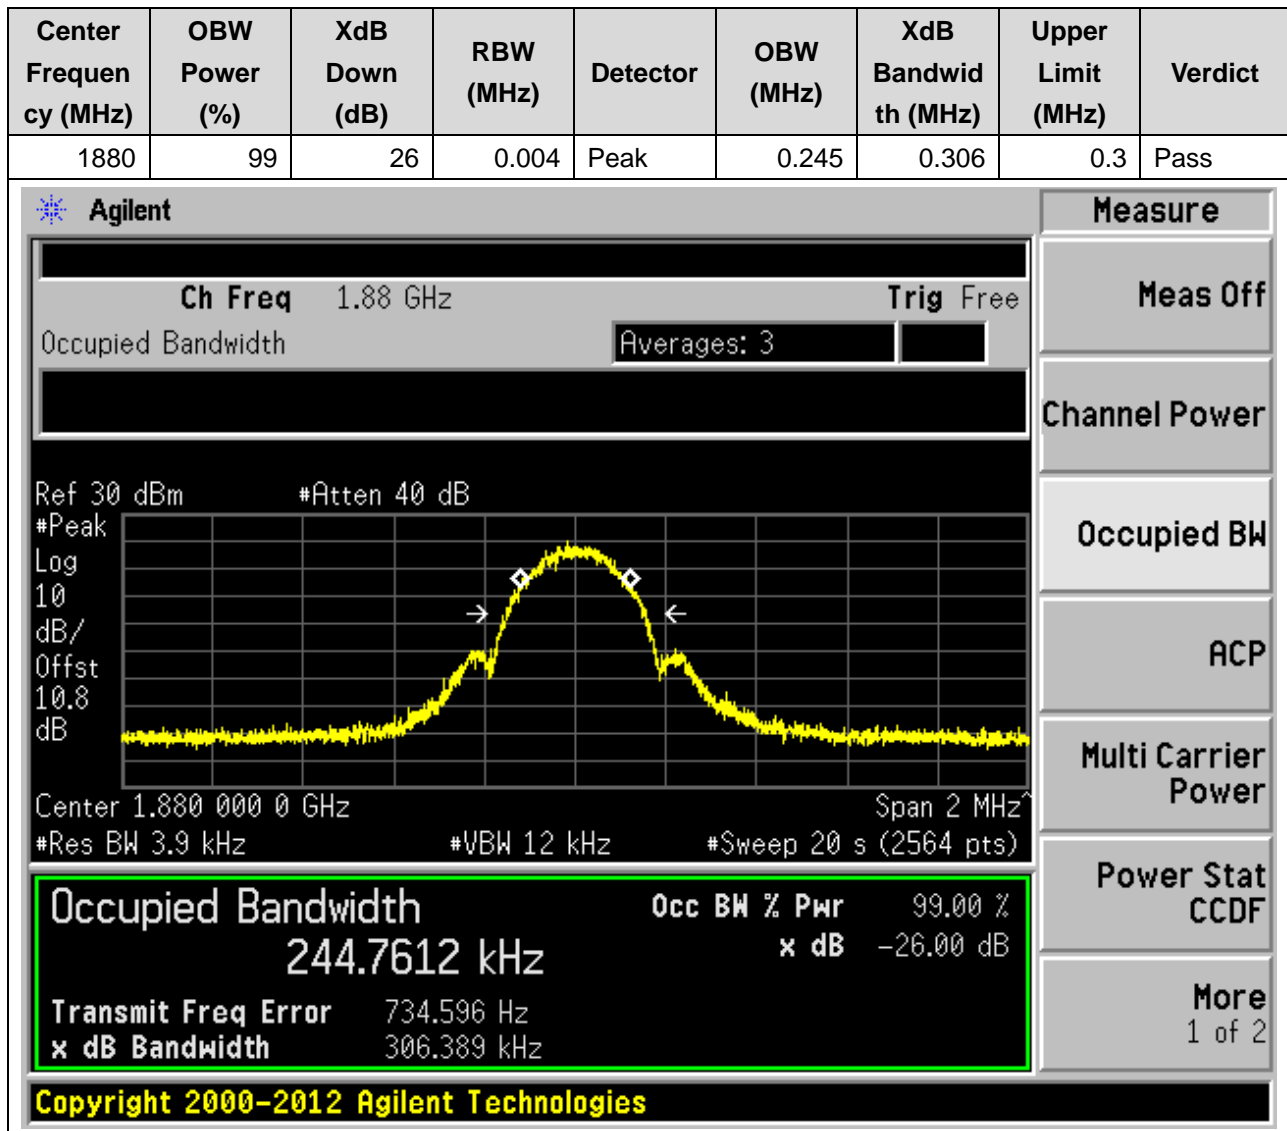 Center Frequen cy (MHz)
OBW Power (%)
XdB Down (dB)
RBW (MHz)
Detector
OBW (MHz)
XdB Bandwid th (MHz)
Upper Limit (MHz)
Verdict
1880 99 26 0.004 Peak 0.245 0.306 0.3 Pass
Agilent
Measure
Ch Freq 1.88 GHz Trig Free
Meas Off
Occupied Bandwidth Averages: 3
Channel Power
Ref 30 dBm #Atten 40 dB
#Peak
Log
10
dB/
Offst
10.8
dB
Occupied BW
ACP
Multi Carrier
Power
Center 1.880 000 0 GHz Span 2 MHz^
#Res BW 3.9 kHz #VBW 12 kHz #Sweep 20 s (2564 pts)
Power Stat
CCDF
Occupied Bandwidth Occ BW % Pwr 99.00 %
244.7612 kHz x dB -26.00 dB
Transmit Freq Error 734.596 Hz
x dB Bandwidth 306.389 kHz
More
1 of 2
Copyright 2000-2012 Agilent Technologies